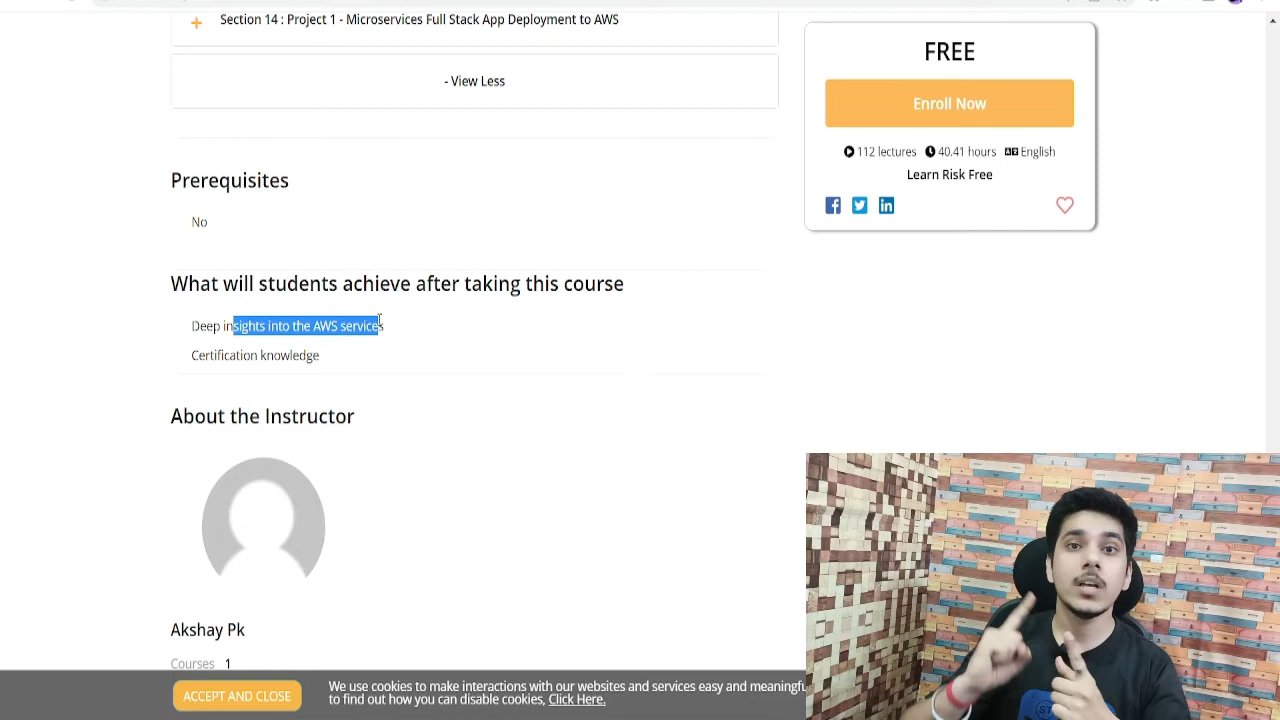 Section 14 : Project 1 - Microservices Full Stack App Deployment to AWS
- View Less
FREE
Enroll Now
112 lectures 40.41 hours English
Learn Risk Free
Prerequisites
No
What will students achieve after taking this course
Deep insights into the AWS services
Certification knowledge
About the Instructor
Akshay Pk
Courses 1
ACCEPT AND CLOSE
We use cookies to make interactions with our websites and services easy and meaningfu
to find out how you can disable cookies, Click Here.